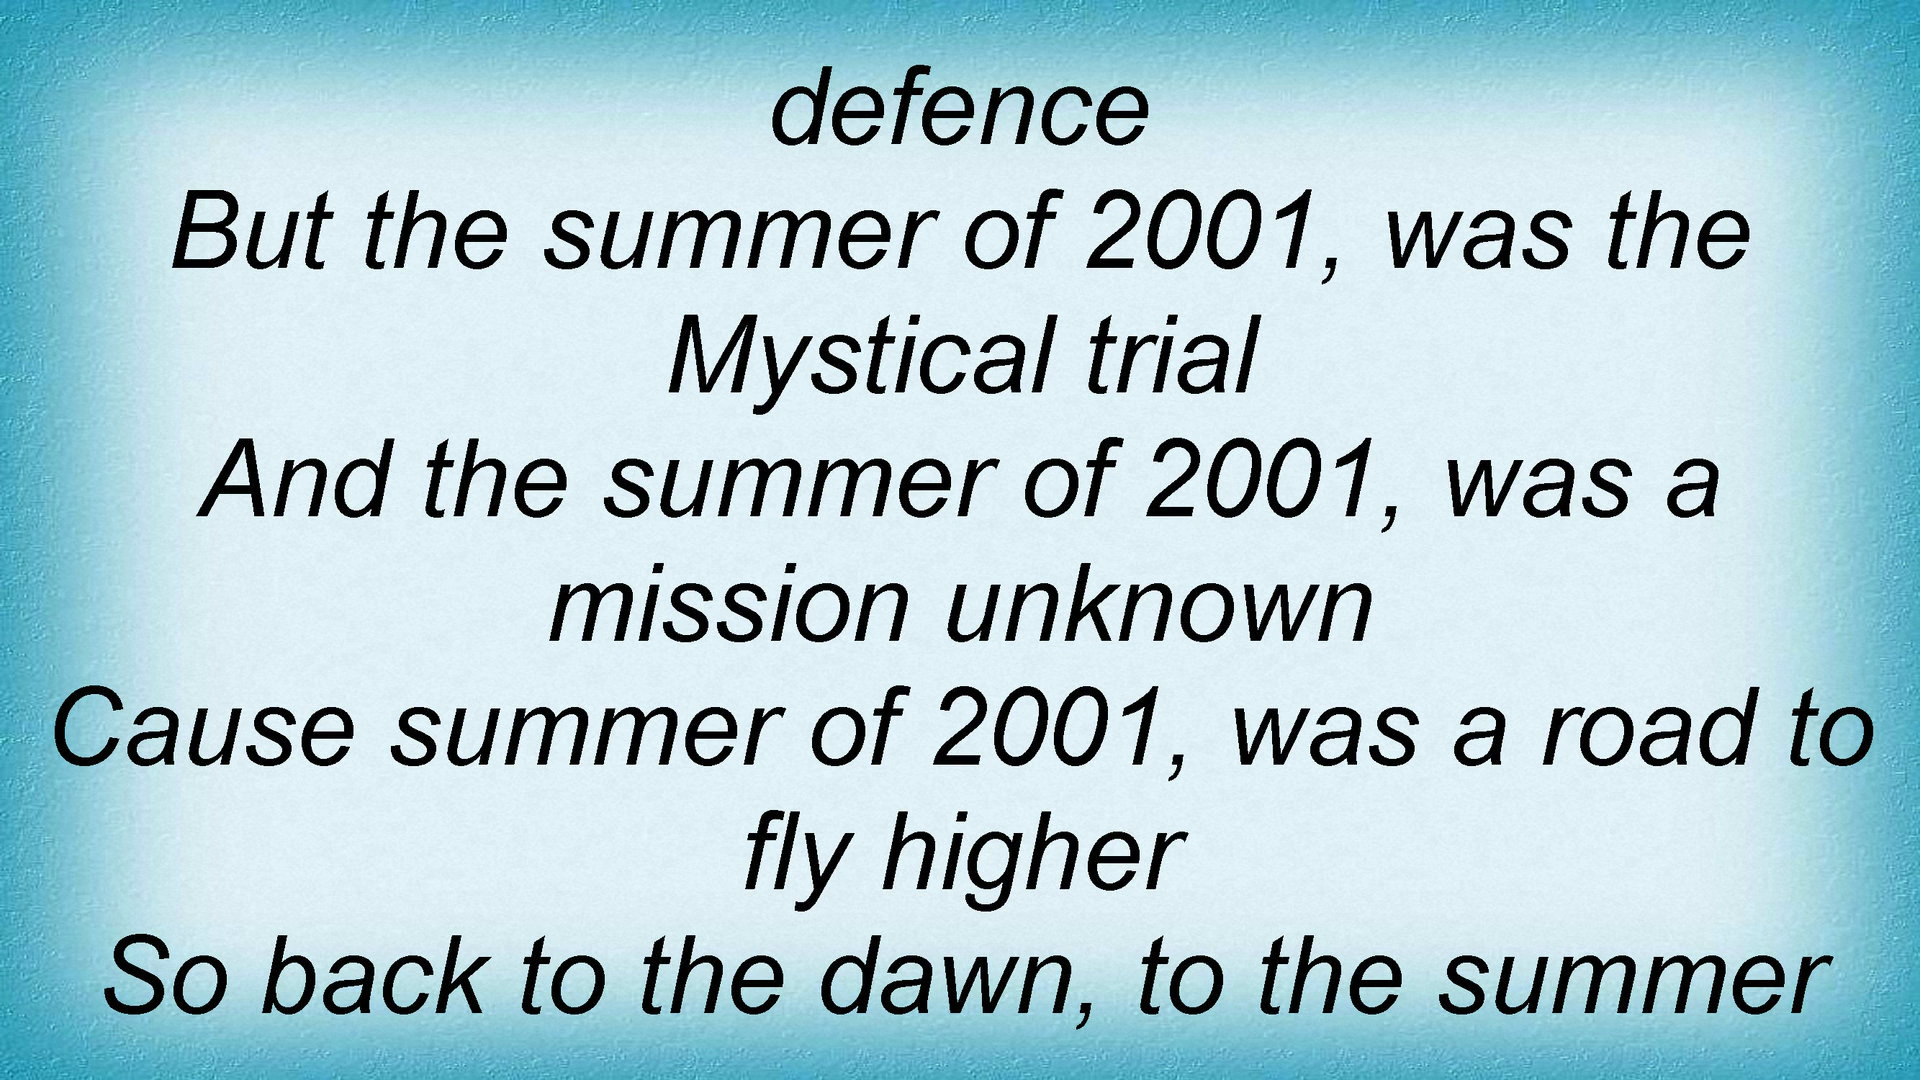 defence
But the summer of 2001, was the
Mystical trial
And the summer of 2001, was a
mission unknown
Cause summer of 2001, was a road to
fly higher
So back to the dawn, to the summer